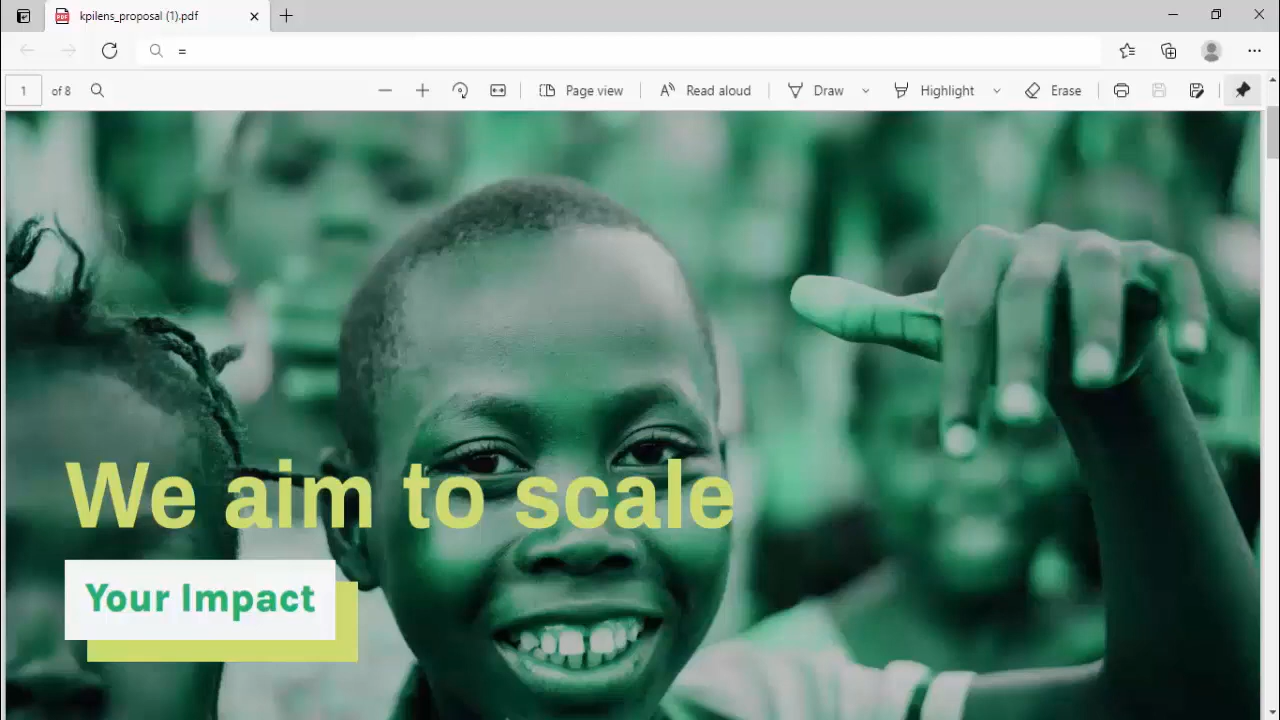 kpilens_proposal (1).pdf
=
1 of 8 Page view Read aloud Draw Highlight Erase
We aim to scale
Your Impact